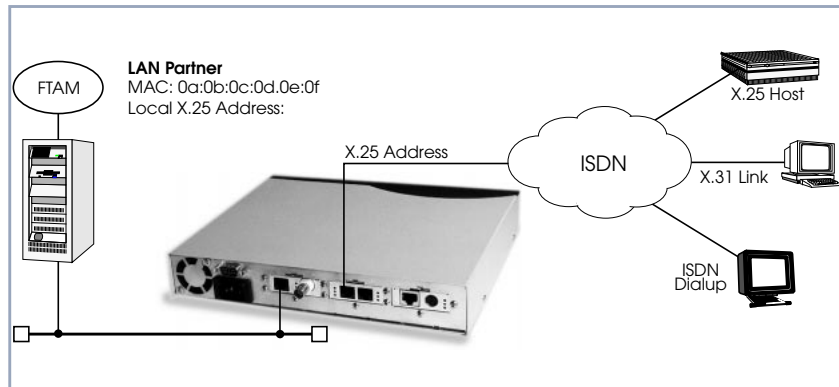 FTAM
LAN Partner
MAC: 0a:0b:0c:0d.0e:0f
Local X.25 Address:
X.25 Address
ISDN
X.25 Host
X.31 Link
ISDN
Dialup